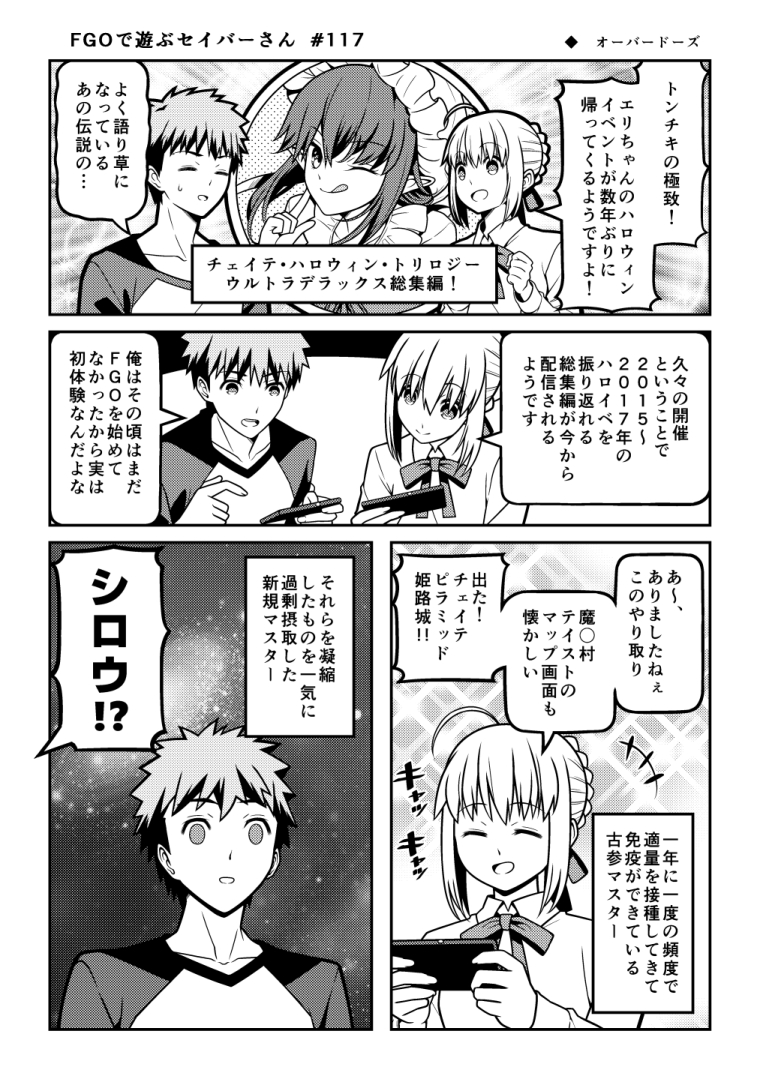 FGOで遊ぶセイバーさん #117
◆ オーバードーズ
トンチキの極致！
エリちゃんのハロウィン
イベントが数年ぶりに
帰ってくるようですよ！
よく語り草に
なっている
あの伝説の…
チェイテ・ハロウィン・トリロジー
ウルトラデラックス総集編！
久々の開催
ということで
2015～
2017年の
ハロイベを
振り返れる
総集編が今から
配信される
ようです
俺はその頃はまだ
FGOを始めて
なかったから実は
初体験なんだよな
あ～、
ありましたねぇ
このやり取り
魔〇村
テイストの
マップ画面も
懐かしい
出た！
チェイテ
ピラミッド
姫路城!!
キャッ
キャッ
一年に一度の頻度で
適量を接種してきて
免疫ができている
古参マスター
それらを凝縮
したものを一気に
過剰摂取した
新規マスター
シロウ!?